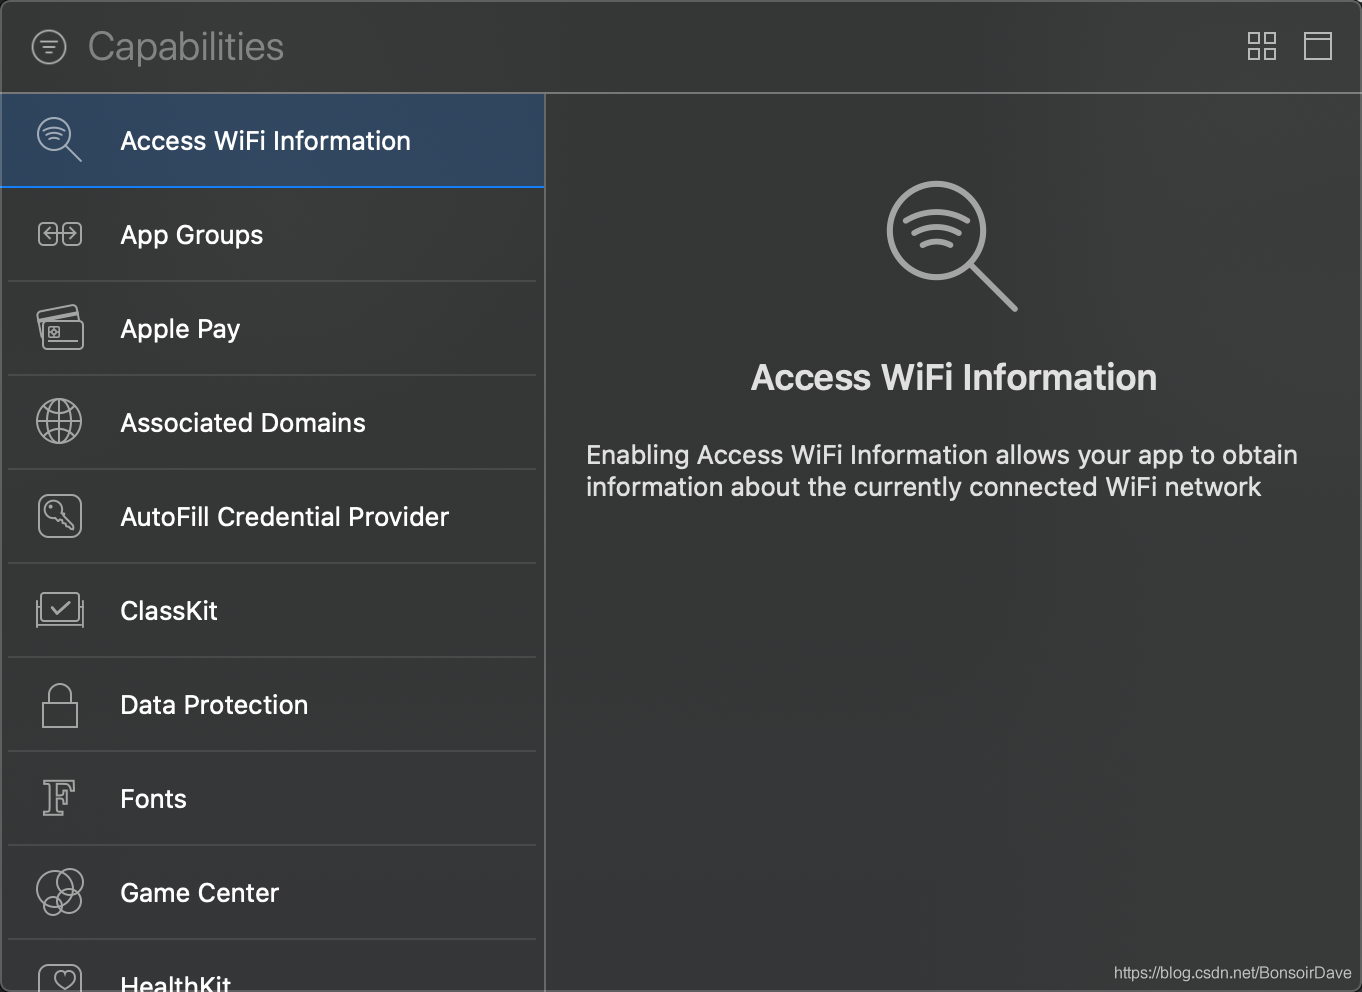 Capabilities
Access WiFi Information
App Groups
Apple Pay
Associated Domains
AutoFill Credential Provider
ClassKit
Data Protection
Fonts
Game Center
HealthKit
Access WiFi Information
Enabling Access WiFi Information allows your app to obtain
information about the currently connected WiFi network
https://blog.csdn.net/BonsoirDave